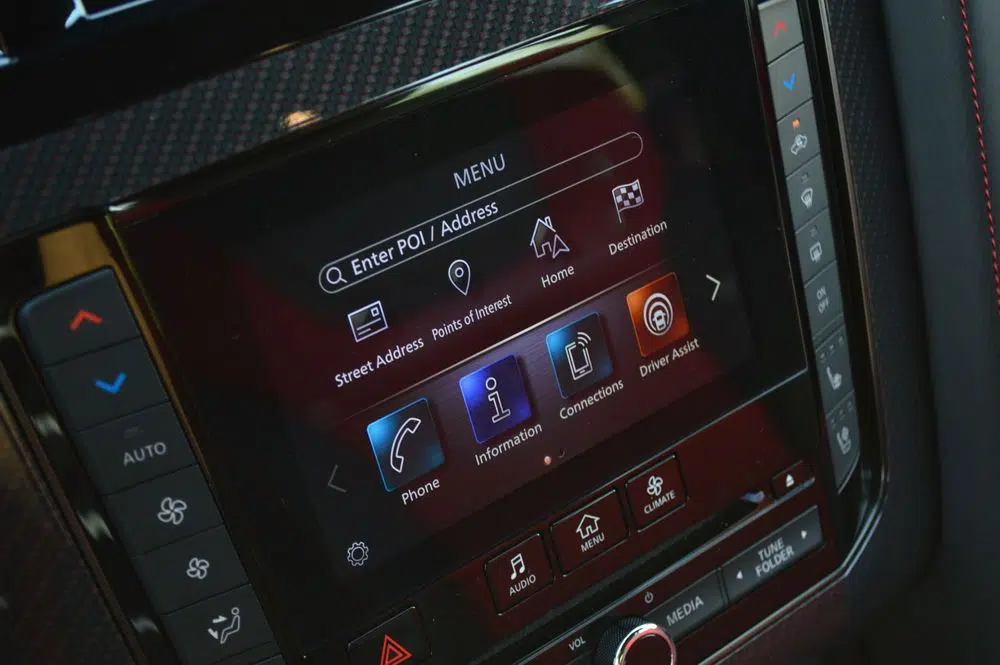 MENU
Enter POI / Address
Street Address
Points of Interest
Home
Destination
Phone
Information
Connections
Driver Assist
AUTO
AUDIO
MENU
CLIMATE
VOL
MEDIA
TUNE
FOLDER
ON
OFF